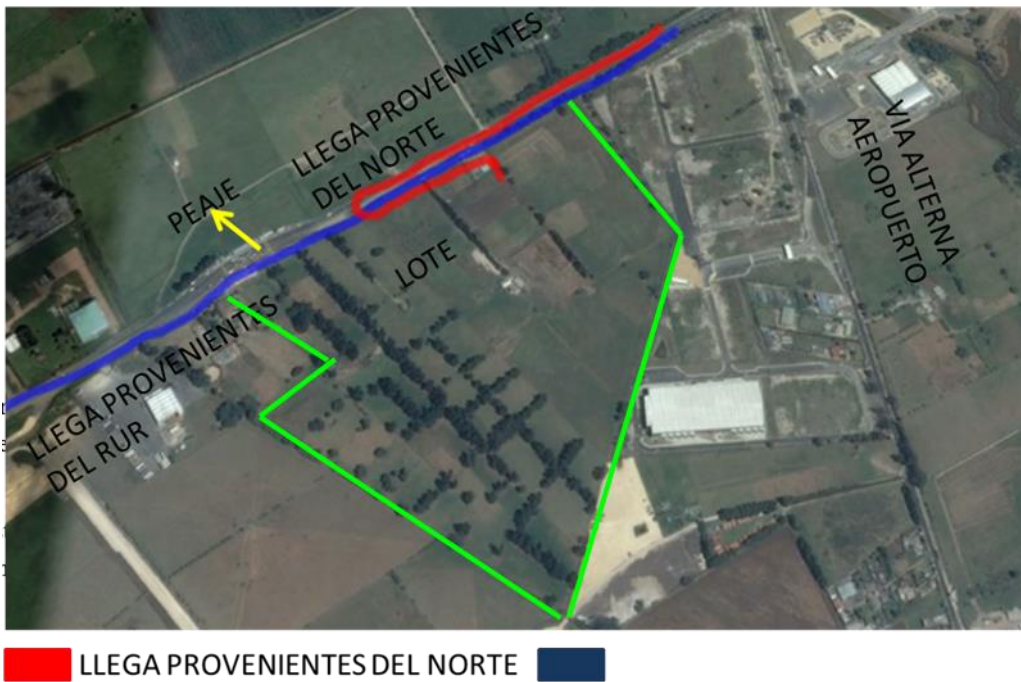 LLEGA PROVENIENTES
DEL NORTE
PEAJE
LOTE
VIA ALTERNA
AEROPUERTO
LLEGA PROVENIENTES
DEL RUR
LLEGA PROVENIENTES DEL NORTE